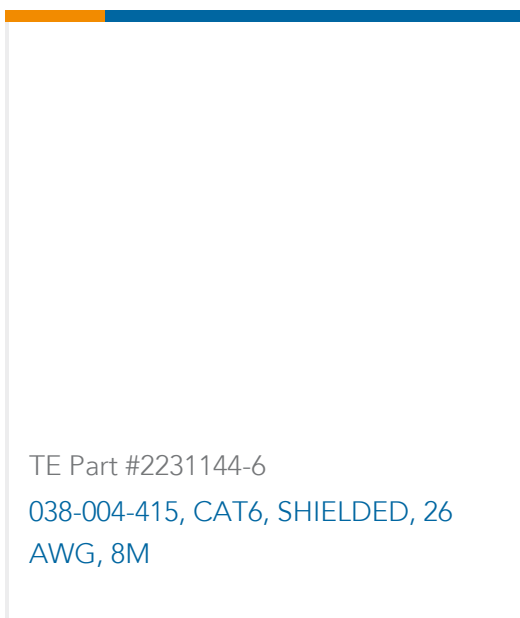 TE Part #2231144-6
038-004-415, CAT6, SHIELDED, 26
AWG, 8M